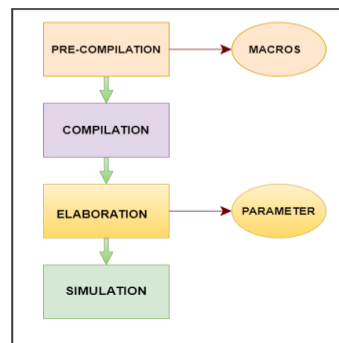 PRE-COMPILATION
MACROS
COMPILATION
ELABORATION
PARAMETER
SIMULATION